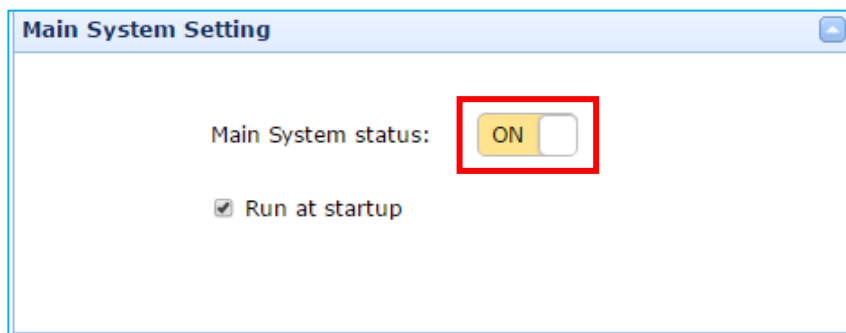 Main System Setting
Main System status: ON
Run at startup